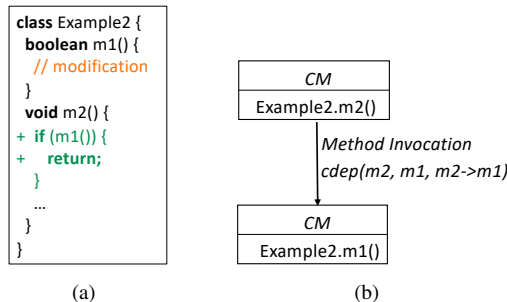 class Example2 {
boolean m1() {
// modification
}
void m2() {
+ if (m1()) {
+ return;
}
...
}
}
(a)
CM
Example2.m2()
Method Invocation
cdep(m2, m1, m2->m1)
CM
Example2.m1()
(b)